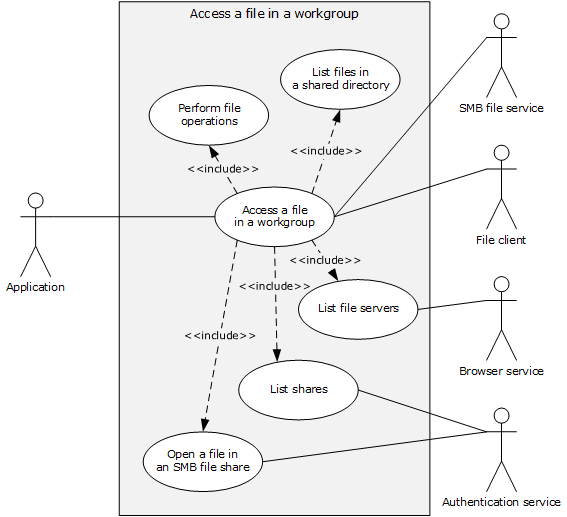 Access a file in a workgroup
List files in
a shared directory
Perform file
operations
SMB file service
<<include>>
<<include>>
Access a file
in a workgroup
File client
Application
<<include>>
<<include>>
List file servers
<<include>>
Browser service
List shares
Open a file in
an SMB file share
Authentication service